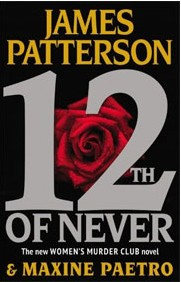 JAMES
PATTERSON
12TH
OF NEVER
The new WOMEN'S MURDER CLUB novel
& MAXINE PAETRO